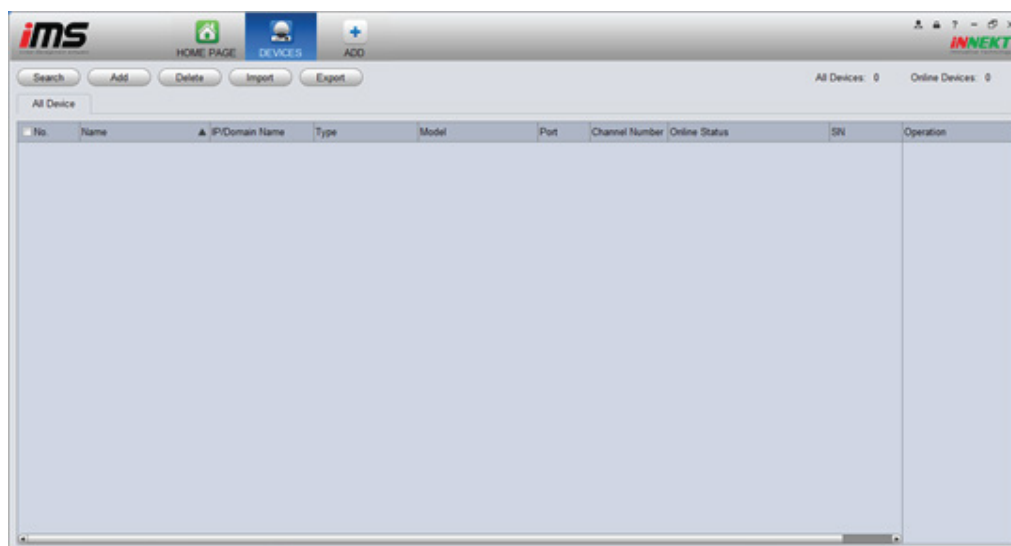 iMS
HOME PAGE
DEVICES
ADD
iNNEKT
Search
Add
Delete
Import
Export
All Devices: 0
Online Devices: 0
All Device
No.
Name
IP/Domain Name
Type
Model
Port
Channel Number
Online Status
SN
Operation